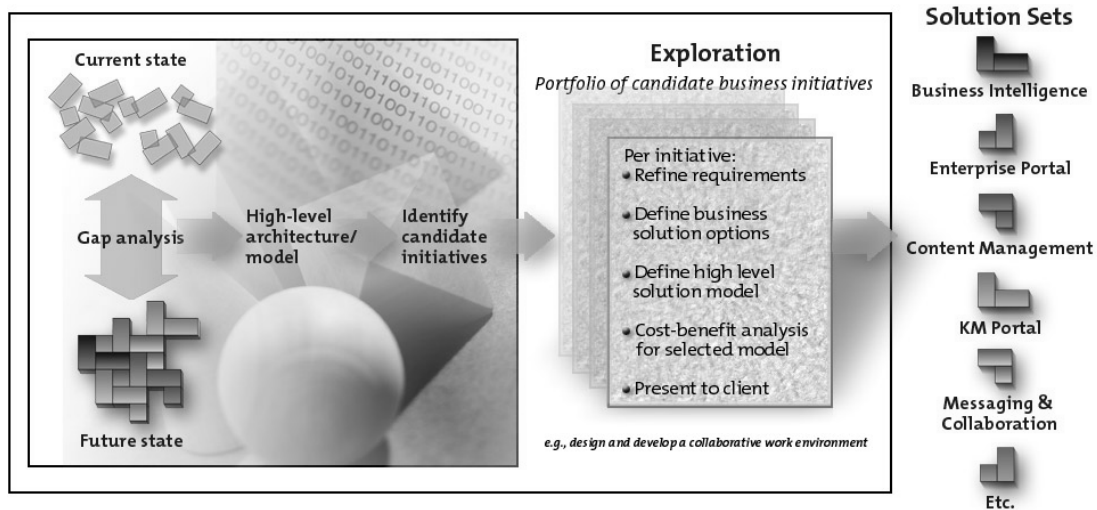 Current state
Gap analysis
Future state
High-level
architecture/
model
Identify
candidate
initiatives
Exploration
Portfolio of candidate business initiatives
Per initiative:
• Refine requirements
• Define business
solution options
• Define high level
solution model
• Cost-benefit analysis
for selected model
• Present to client
e.g., design and develop a collaborative work environment
Solution Sets
Business Intelligence
Enterprise Portal
Content Management
KM Portal
Messaging &
Collaboration
Etc.